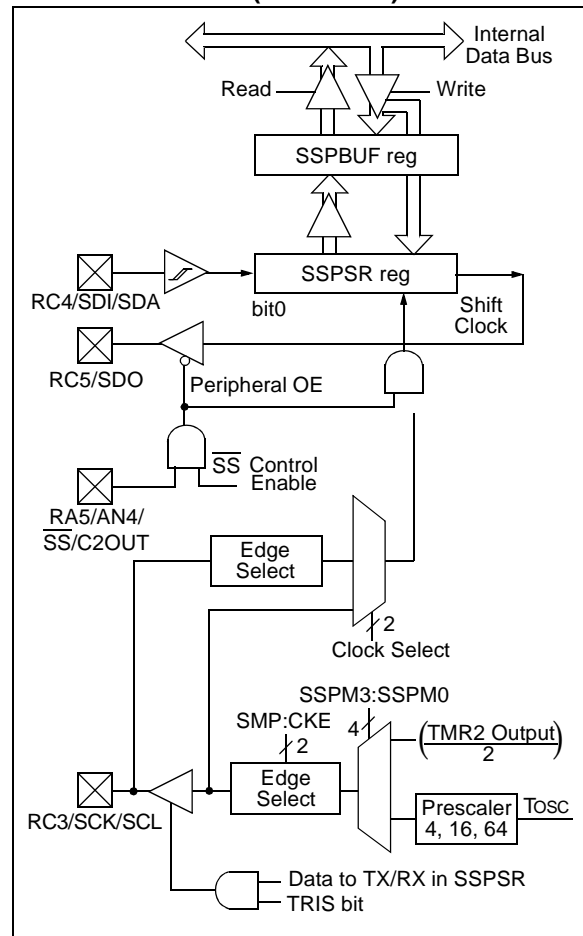 Internal
Data Bus
Read
Write
SSPBUF reg
SSPSR reg
RC4/SDI/SDA
bit0
Shift
Clock
RC5/SDO
Peripheral OE
SS Control
Enable
RA5/AN4/
SS/C2OUT
Edge
Select
2
Clock Select
SSPM3:SSPM0
SMP:CKE
4
2
(TMR2 Output
2)
Edge
Select
Prescaler
4, 16, 64
TOSC
RC3/SCK/SCL
Data to TX/RX in SSPSR
TRIS bit